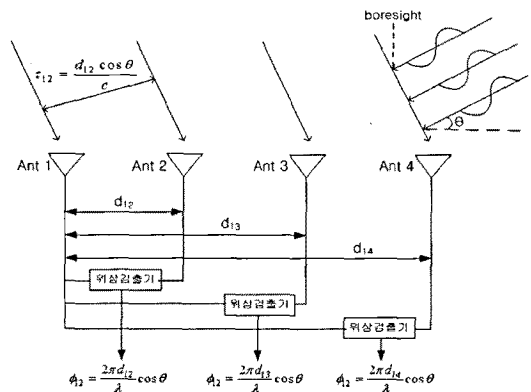 boresight
τ₁₂ = d₁₂ cos θ / c
θ
Ant 1
Ant 2
Ant 3
Ant 4
d₁₂
d₁₃
d₁₄
위상검출기
위상검출기
위상검출기
ϕ₁₂ = 2πd₁₂/λ cos θ
ϕ₁₂ = 2πd₁₃/λ cos θ
ϕ₁₂ = 2πd₁₄/λ cos θ